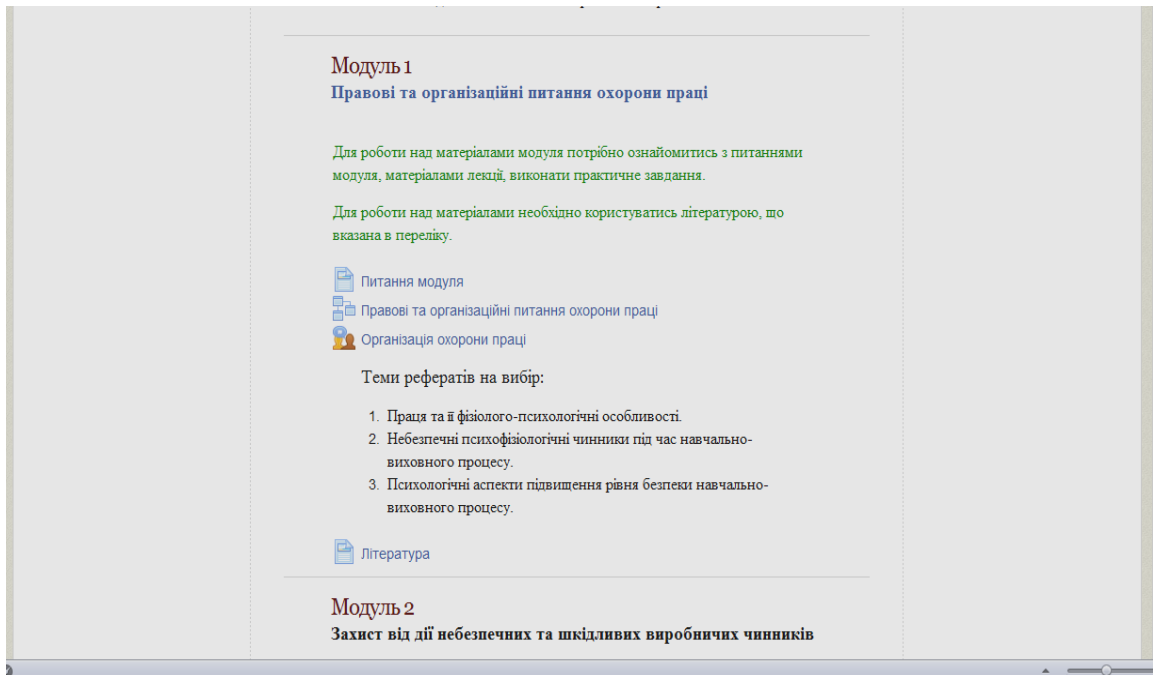 Модуль 1
Правові та організаційні питання охорони праці
Для роботи над матеріалами модуля потрібно ознайомитись з питаннями
модуля, матеріалами лекції, виконати практичне завдання.
Для роботи над матеріалами необхідно користуватись літературою, що
вказана в переліку.
Питання модуля
Правові та організаційні питання охорони праці
Організація охорони праці
Теми рефератів на вибір:
1. Праця та її фізіолого-психологічні особливості.
2. Небезпечні психофізіологічні чинники під час навчально-
виховного процесу.
3. Психологічні аспекти підвищення рівня безпеки навчально-
виховного процесу.
Література
Модуль 2
Захист від дії небезпечних та шкідливих виробничих чинників